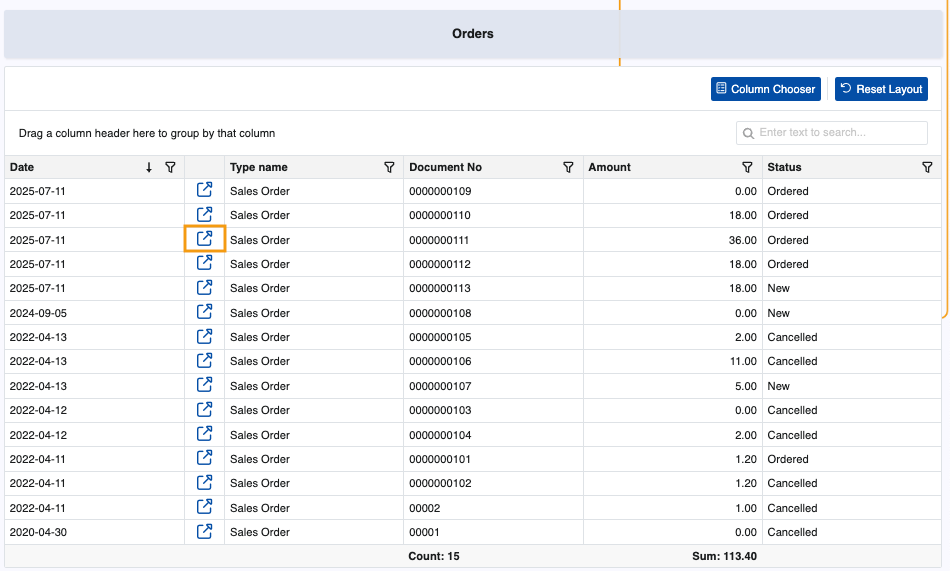 Orders
Column Chooser Reset Layout
Drag a column header here to group by that column Enter text to search...
Date Type name Document No Amount Status
2025-07-11 Sales Order 0000000109 0.00 Ordered
2025-07-11 Sales Order 0000000110 18.00 Ordered
2025-07-11 Sales Order 0000000111 36.00 Ordered
2025-07-11 Sales Order 0000000112 18.00 Ordered
2025-07-11 Sales Order 0000000113 18.00 New
2024-09-05 Sales Order 0000000108 0.00 New
2022-04-13 Sales Order 0000000105 2.00 Cancelled
2022-04-13 Sales Order 0000000106 11.00 Cancelled
2022-04-13 Sales Order 0000000107 5.00 New
2022-04-12 Sales Order 0000000103 0.00 Cancelled
2022-04-12 Sales Order 0000000104 2.00 Cancelled
2022-04-11 Sales Order 0000000101 1.20 Ordered
2022-04-11 Sales Order 0000000102 1.20 Cancelled
2022-04-11 Sales Order 00002 1.00 Cancelled
2020-04-30 Sales Order 00001 0.00 Cancelled
Count: 15 Sum: 113.40